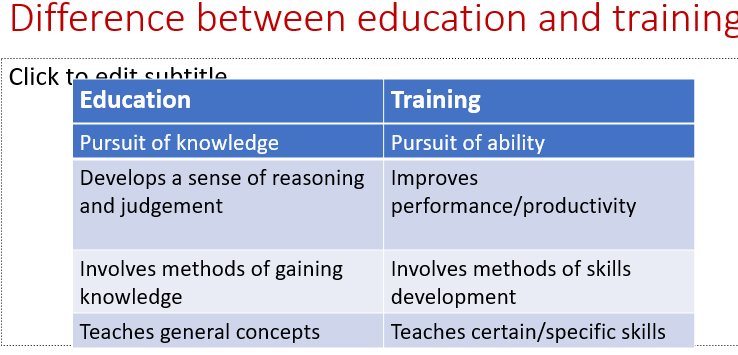 Difference between education and training
Click to edit subtitle
Education Training
Pursuit of knowledge Pursuit of ability
Develops a sense of reasoning Improves
and judgement performance/productivity
Involves methods of gaining Involves methods of skills
knowledge development
Teaches general concepts Teaches certain/specific skills